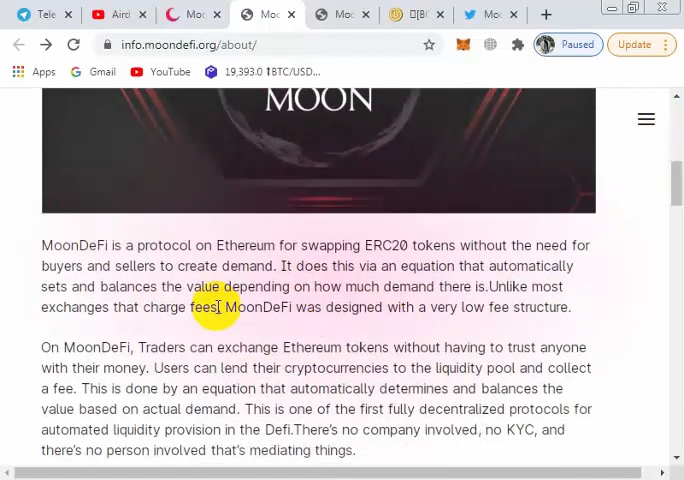 Tele
Airdr
Moo
Moo
Moo
[BO
Moo
info.moondefi.org/about/
Paused
Update
Apps
Gmail
YouTube
19,393.0 ⬆BTC/USD...
MOON
MoonDeFi is a protocol on Ethereum for swapping ERC20 tokens without the need for
buyers and sellers to create demand. It does this via an equation that automatically
sets and balances the value depending on how much demand there is.Unlike most
exchanges that charge fees, MoonDeFi was designed with a very low fee structure.
On MoonDeFi, Traders can exchange Ethereum tokens without having to trust anyone
with their money. Users can lend their cryptocurrencies to the liquidity pool and collect
a fee. This is done by an equation that automatically determines and balances the
value based on actual demand. This is one of the first fully decentralized protocols for
automated liquidity provision in the Defi.There's no company involved, no KYC, and
there's no person involved that's mediating things.